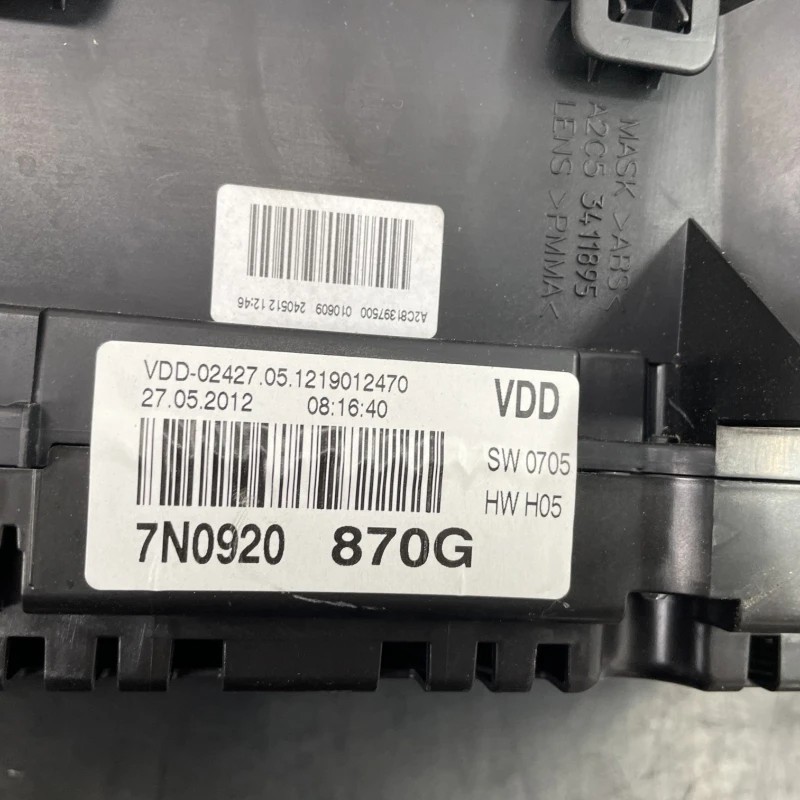 MASK >ABS<
A2C5 3411895
LENS >PMMA<
A2C81397500 010609 240512 12:46
VDD-02427.05.1219012470
27.05.2012 08:16:40
VDD
SW 0705
HW H05
7N0920 870G